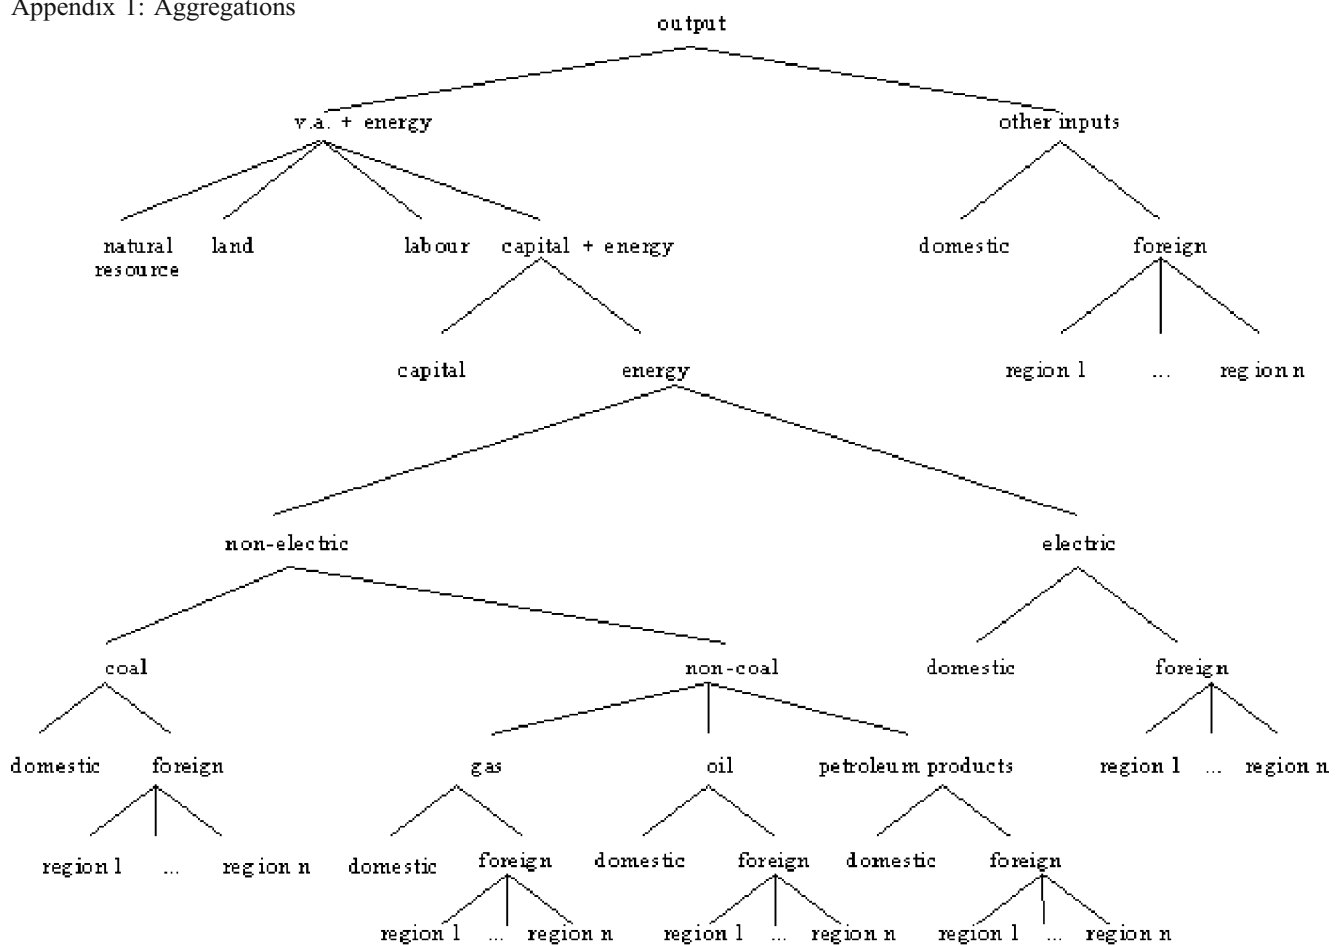 Appendix 1: Aggregations
output
v.a. + energy other inputs
natural land labour capital + energy domestic foreign
resource
capital energy region 1 ... region n
non-electric electric
coal non-coal domestic foreign
domestic foreign gas oil petroleum products region 1 ... region n
region 1 ... region n domestic foreign domestic foreign domestic foreign
region 1 ... region n region 1 ... region n region 1 ... region n